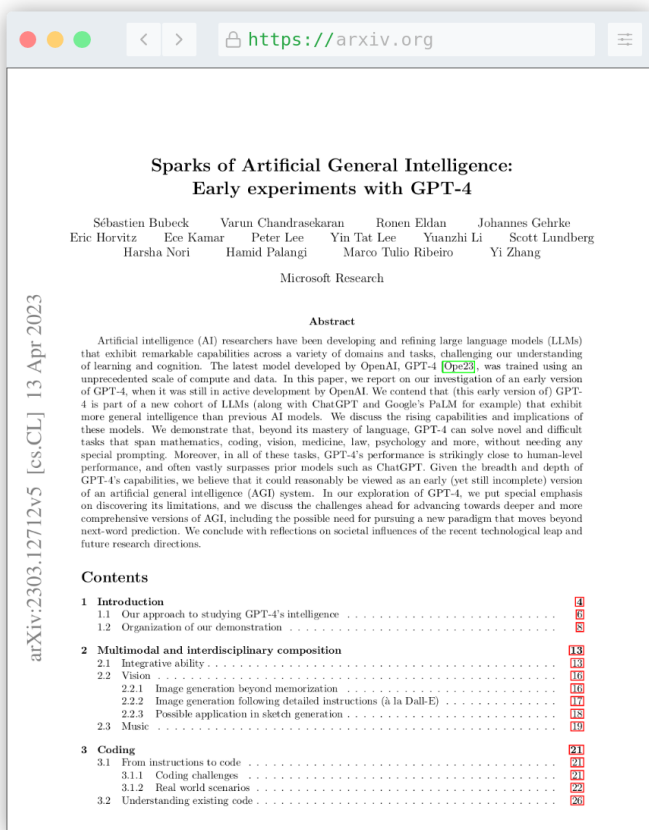 https://arxiv.org
Sparks of Artificial General Intelligence:
Early experiments with GPT-4
Sébastien Bubeck Varun Chandrasekaran Ronen Eldan Johannes Gehrke
Eric Horvitz Ece Kamar Peter Lee Yin Tat Lee Yuanzhi Li Scott Lundberg
Harsha Nori Hamid Palangi Marco Tulio Ribeiro Yi Zhang
Microsoft Research
arXiv:2303.12712v5 [cs.CL] 13 Apr 2023
Abstract
Artificial intelligence (AI) researchers have been developing and refining large language models (LLMs)
that exhibit remarkable capabilities across a variety of domains and tasks, challenging our understanding
of learning and cognition. The latest model developed by OpenAI, GPT-4 [Ope23], was trained using an
unprecedented scale of compute and data. In this paper, we report on our investigation of an early version
of GPT-4, when it was still in active development by OpenAI. We contend that (this early version of) GPT-
4 is part of a new cohort of LLMs (along with ChatGPT and Google's PaLM for example) that exhibit
more general intelligence than previous AI models. We discuss the rising capabilities and implications of
these models. We demonstrate that, beyond its mastery of language, GPT-4 can solve novel and difficult
tasks that span mathematics, coding, vision, medicine, law, psychology and more, without needing any
special prompting. Moreover, in all of these tasks, GPT-4's performance is strikingly close to human-level
performance, and often vastly surpasses prior models such as ChatGPT. Given the breadth and depth of
GPT-4's capabilities, we believe that it could reasonably be viewed as an early (yet still incomplete) version
of an artificial general intelligence (AGI) system. In our exploration of GPT-4, we put special emphasis
on discovering its limitations, and we discuss the challenges ahead for advancing towards deeper and more
comprehensive versions of AGI, including the possible need for pursuing a new paradigm that moves beyond
next-word prediction. We conclude with reflections on societal influences of the recent technological leap and
future research directions.
Contents
1 Introduction 4
1.1 Our approach to studying GPT-4's intelligence . . . . . . . . . . 6
1.2 Organization of our demonstration . . . . . . . . . . 8
2 Multimodal and interdisciplinary composition 13
2.1 Integrative ability . . . . . . . . . . 13
2.2 Vision . . . . . . . . . . 16
2.2.1 Image generation beyond memorization . . . . . . . . . . 16
2.2.2 Image generation following detailed instructions (à la Dall-E) . . . . . . . . . . 17
2.2.3 Possible application in sketch generation . . . . . . . . . . 18
2.3 Music . . . . . . . . . . 19
3 Coding 21
3.1 From instructions to code . . . . . . . . . . 21
3.1.1 Coding challenges . . . . . . . . . . 21
3.1.2 Real world scenarios . . . . . . . . . . 22
3.2 Understanding existing code . . . . . . . . . . 26